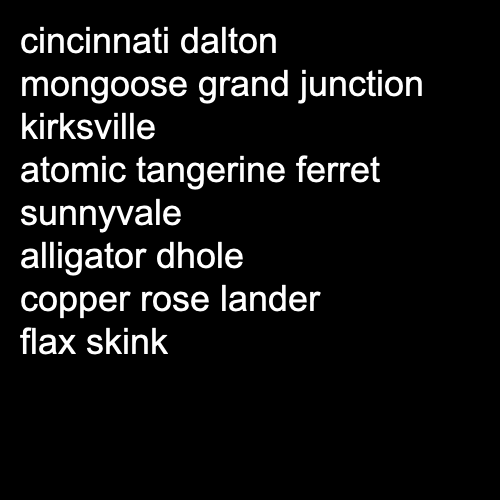 cincinnati dalton
mongoose grand junction
kirksville
atomic tangerine ferret
sunnyvale
alligator dhole
copper rose lander
flax skink